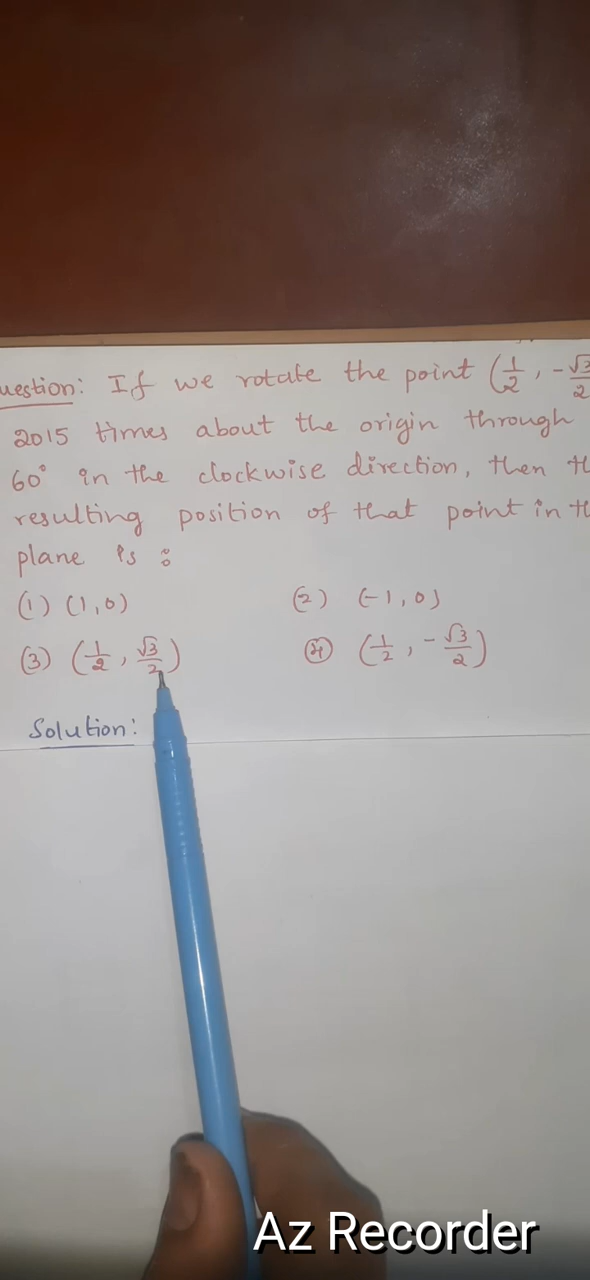 uestion: If we rotate the point (1/2, -√3/2
2015 times about the origin through
60° in the clockwise direction, then t
resulting position of that point in t
plane is :
(1) (1,0) (2) (-1,0)
(3) (1/2, √3/2) (4) (1/2, -√3/2)
Solution:
Az Recorder